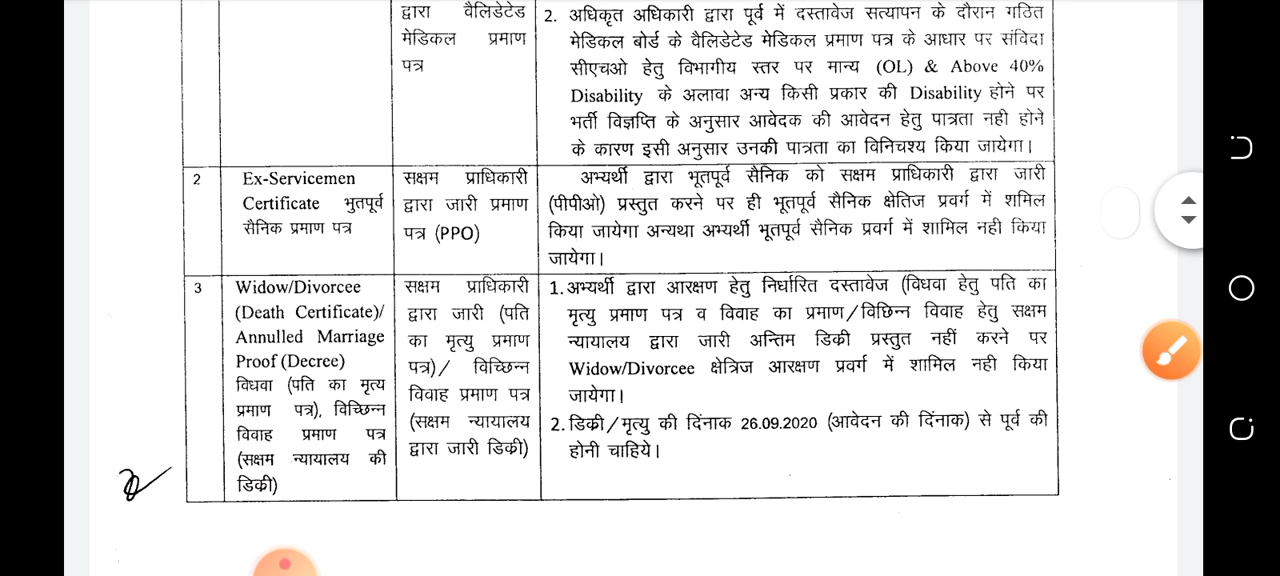 द्वारा वैलिडेटेड
मेडिकल प्रमाण
पत्र
2. अधिकृत अधिकारी द्वारा पूर्व में दस्तावेज सत्यापन के दौरान गठित
मेडिकल बोर्ड के वैलिडेटेड मेडिकल प्रमाण पत्र के आधार पर संविदा
सीएचओ हेतु विभागीय स्तर पर मान्य (OL) & Above 40%
Disability के अलावा अन्य किसी प्रकार की Disability होने पर
भर्ती विज्ञप्ति के अनुसार आवेदक की आवेदन हेतु पात्रता नही होने
के कारण इसी अनुसार उनकी पात्रता का विनिचश्य किया जायेगा।
2
Ex-Servicemen
Certificate भुतपूर्व
सैनिक प्रमाण पत्र
सक्षम प्राधिकारी
द्वारा जारी प्रमाण
पत्र (PPO)
अभ्यर्थी द्वारा भूतपूर्व सैनिक को सक्षम प्राधिकारी द्वारा जारी
(पीपीओ) प्रस्तुत करने पर ही भूतपूर्व सैनिक क्षेतिज प्रवर्ग में शमिल
किया जायेगा अन्यथा अभ्यर्थी भूतपूर्व सैनिक प्रवर्ग में शामिल नही किया
जायेगा।
3
Widow/Divorcee
(Death Certificate)/
Annulled Marriage
Proof (Decree)
विधवा (पति का मृत्य
प्रमाण पत्र), विच्छिन्न
विवाह प्रमाण पत्र
(सक्षम न्यायालय की
डिकी)
सक्षम प्राधिकारी
द्वारा जारी (पति
का मृत्यु प्रमाण
पत्र)/ विच्छिन्न
विवाह प्रमाण पत्र
(सक्षम न्यायालय
द्वारा जारी डिकी)
1. अभ्यर्थी द्वारा आरक्षण हेतु निर्धारित दस्तावेज (विधवा हेतु पति का
मृत्यु प्रमाण पत्र व विवाह का प्रमाण/विछिन्न विवाह हेतु सक्षम
न्यायालय द्वारा जारी अन्तिम डिकी प्रस्तुत नहीं करने पर
Widow/Divorcee क्षेत्रिज आरक्षण प्रवर्ग में शामिल नही किया
जायेगा।
2. डिकी/मृत्यु की दिंनाक 26.09.2020 (आवेदन की दिंनाक) से पूर्व की
होनी चाहिये।